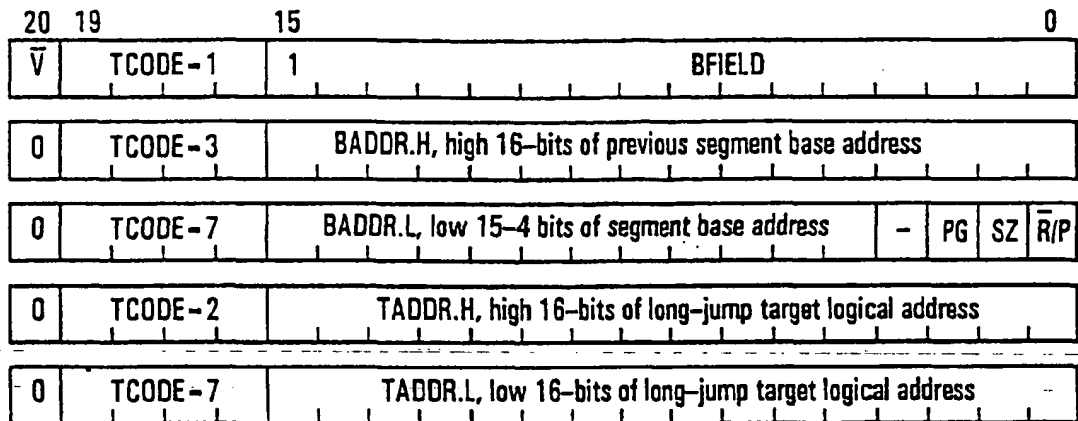 20 19 15 0
V̅ TCODE-1 1 BFIELD
0 TCODE-3 BADDR.H, high 16-bits of previous segment base address
0 TCODE-7 BADDR.L, low 15-4 bits of segment base address - PG SZ R̅/P
0 TCODE-2 TADDR.H, high 16-bits of long-jump target logical address
0 TCODE-7 TADDR.L, low 16-bits of long-jump target logical address